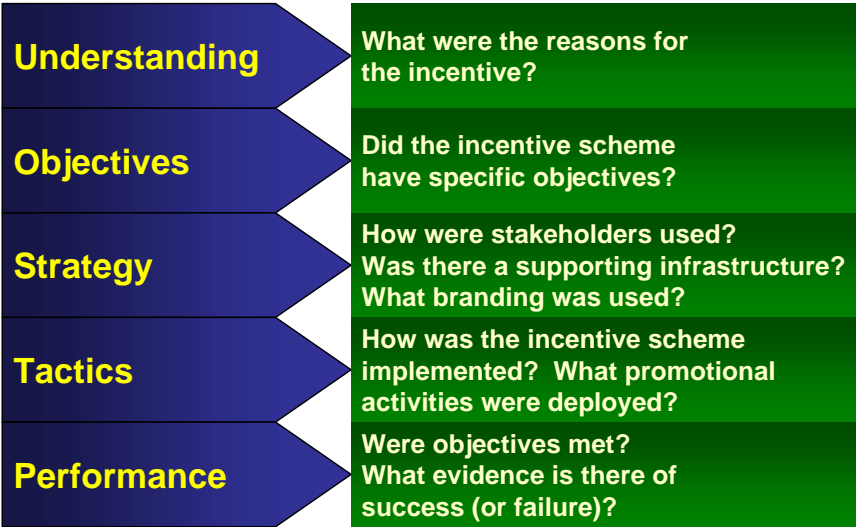 Understanding
What were the reasons for
the incentive?
Objectives
Did the incentive scheme
have specific objectives?
Strategy
How were stakeholders used?
Was there a supporting infrastructure?
What branding was used?
Tactics
How was the incentive scheme
implemented?  What promotional
activities were deployed?
Performance
Were objectives met?
What evidence is there of
success (or failure)?